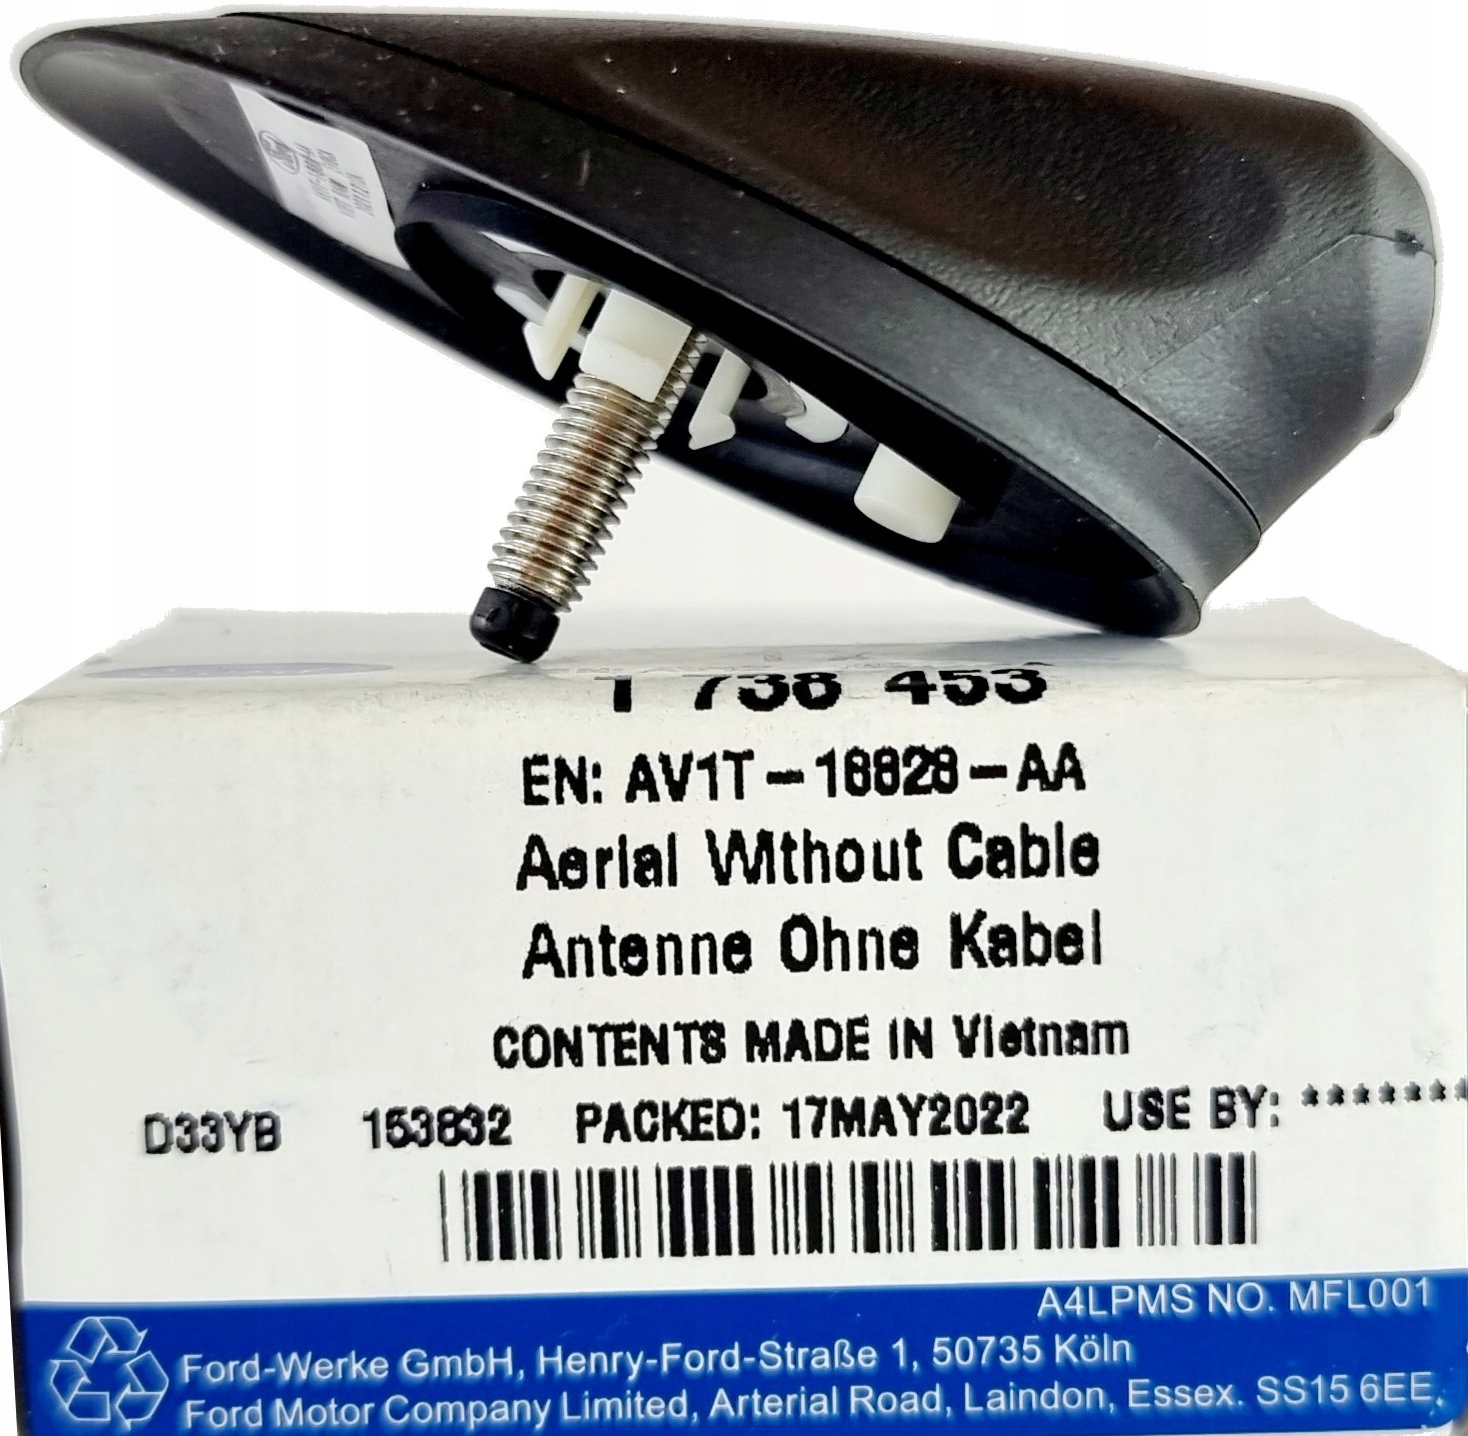 1 738 453
EN: AV1T-18828-AA
Aerial Without Cable
Antenne Ohne Kabel
CONTENTS MADE IN Vietnam
D33YB 153832 PACKED: 17MAY2022 USE BY: *******
A4LPMS NO. MFL001
Ford-Werke GmbH, Henry-Ford-Straße 1, 50735 Köln
Ford Motor Company Limited, Arterial Road, Laindon, Essex. SS15 6EE.